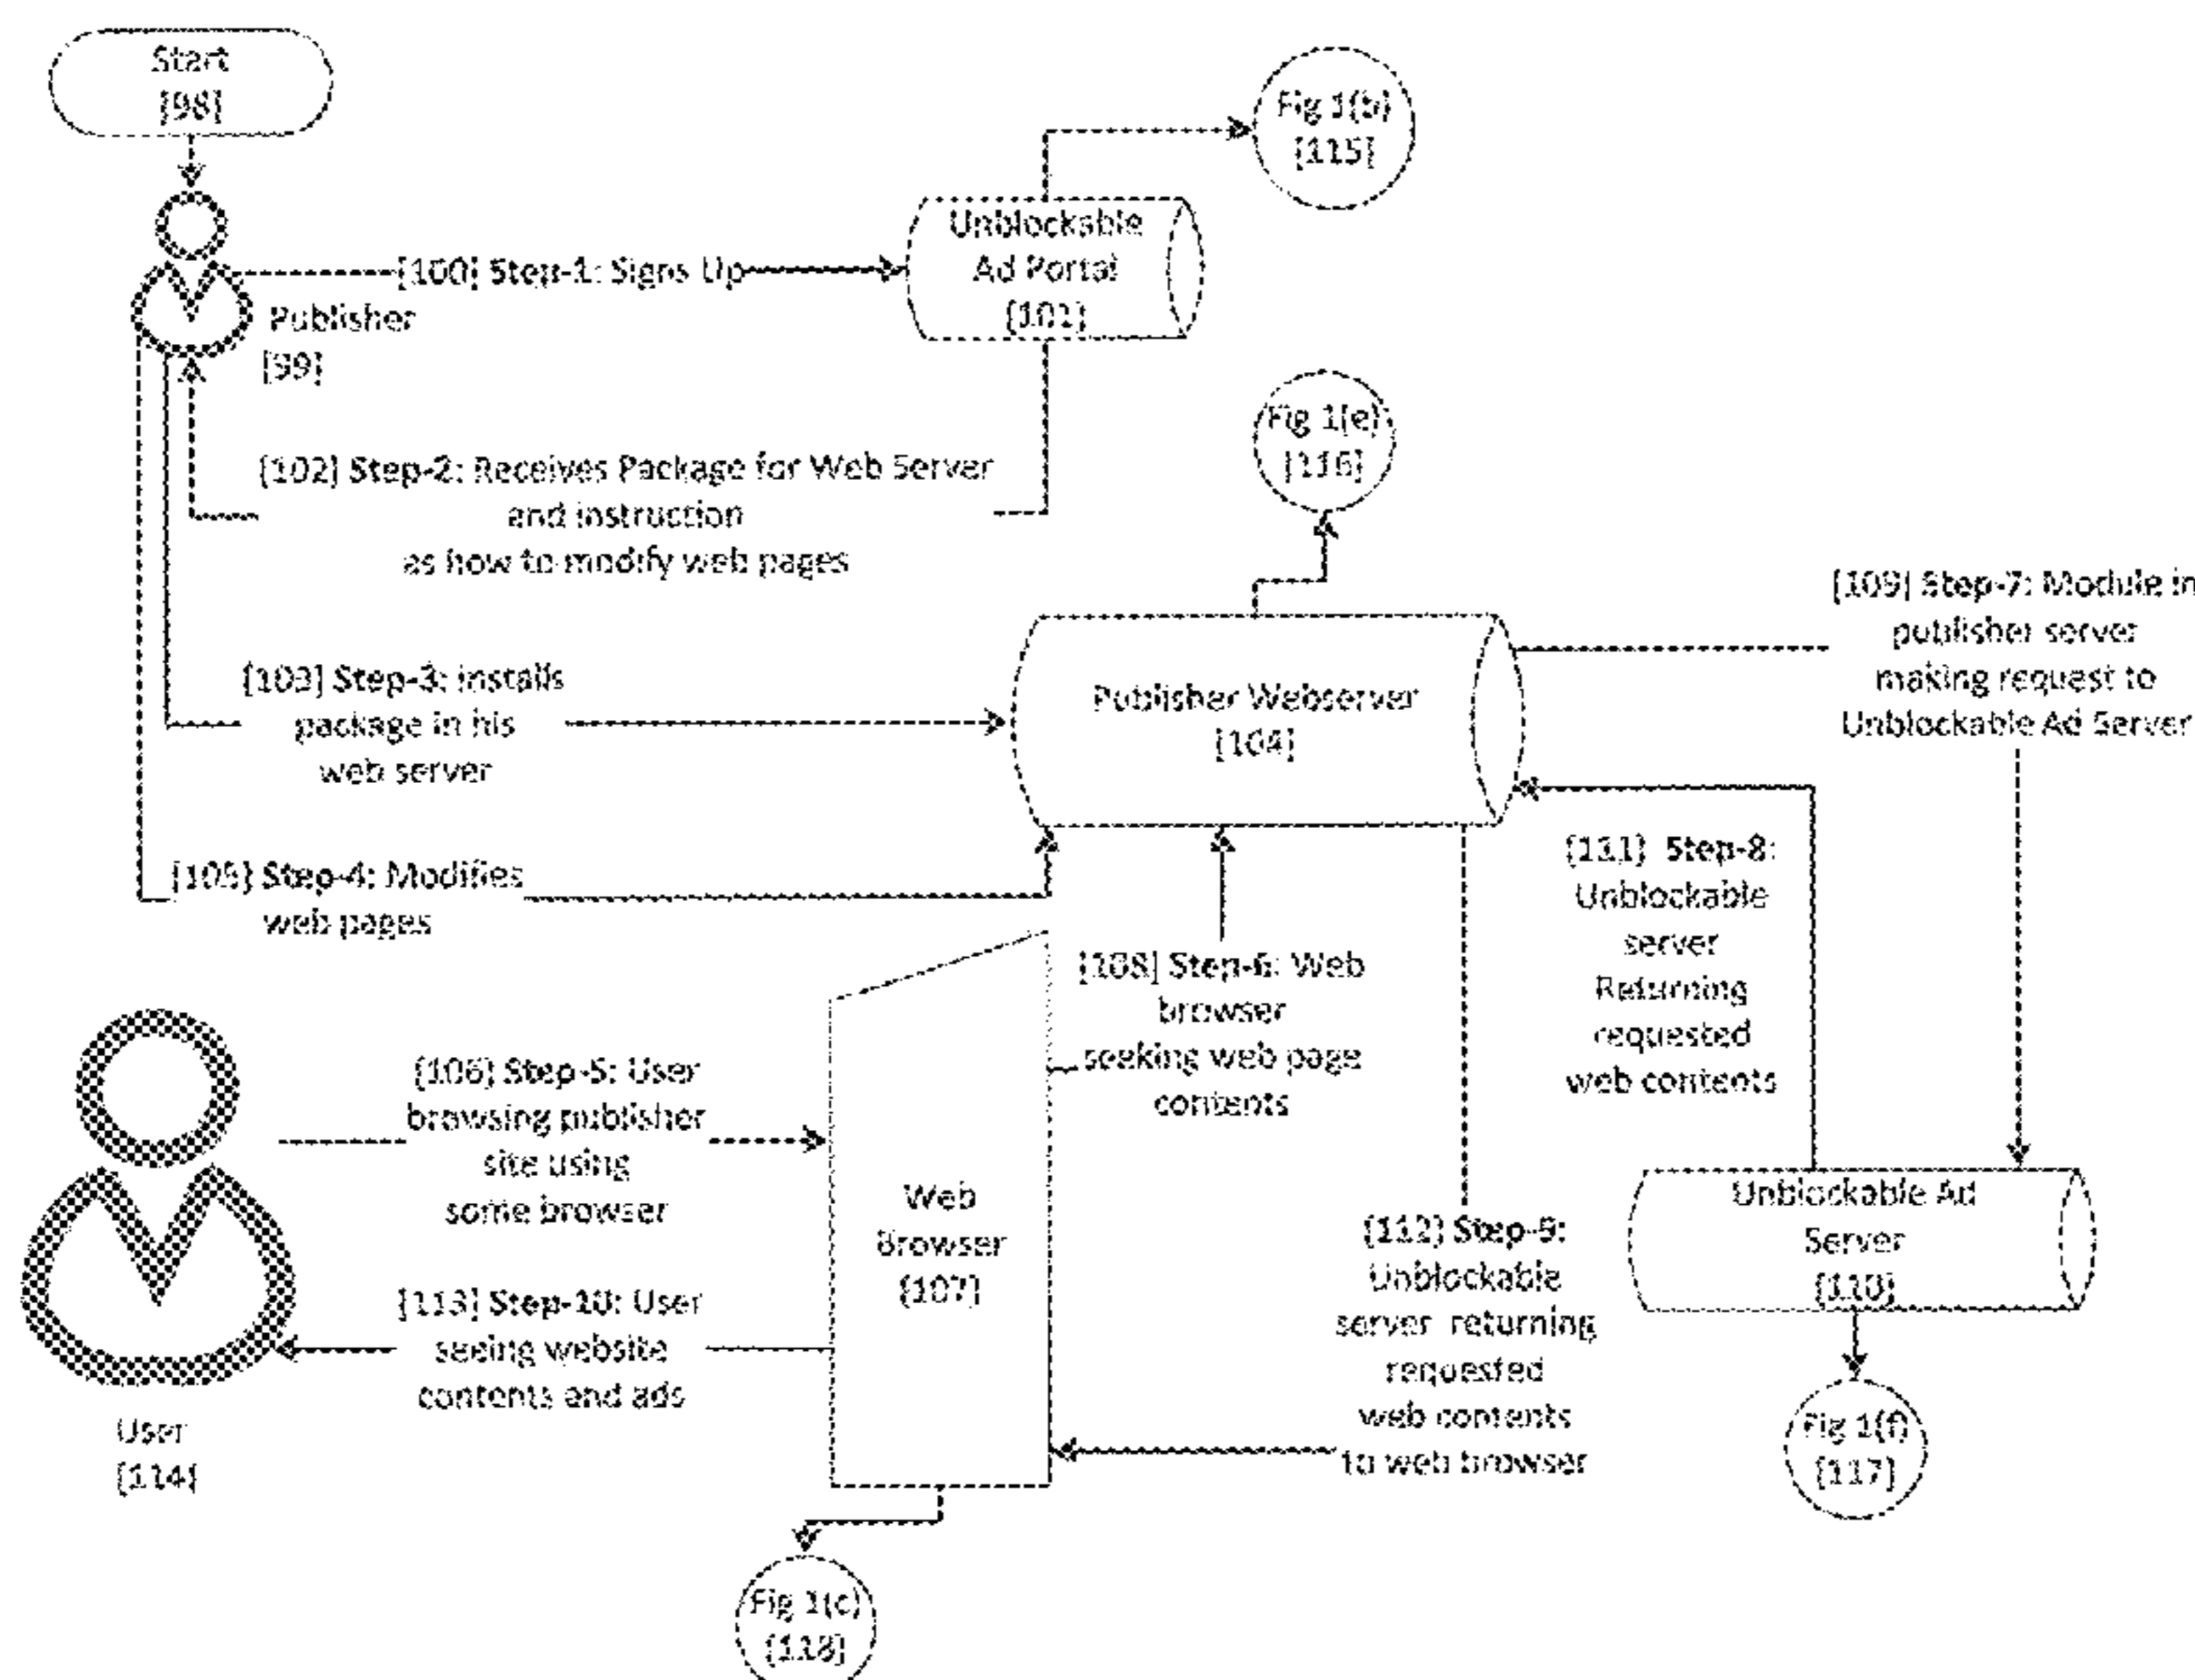 Start
[98]
Fig 1(b)
[115]
Unblockable
Ad Portal
[101]
[100] Step-1: Signs Up
Publisher
[99]
Fig 1(e)
[116]
[102] Step-2: Receives Package for Web Server
and instruction
as how to modify web pages
[109] Step-7: Module in
publisher server
making request to
Unblockable Ad Server
[103] Step-3: installs
package in his
web server
Publisher Webserver
[104]
[105] Step-4: Modifies
web pages
[111] Step-8:
Unblockable
server
Returning
requested
web contents
[108] Step-6: Web
browser
seeking web page
contents
[106] Step-5: User
browsing publisher
site using
some browser
Web
Browser
[107]
[112] Step-9:
Unblockable
server returning
requested
web contents
to web browser
Unblockable Ad
Server
[110]
[113] Step-10: User
seeing website
contents and ads
User
[114]
Fig 1(f)
[117]
Fig 1(c)
[118]